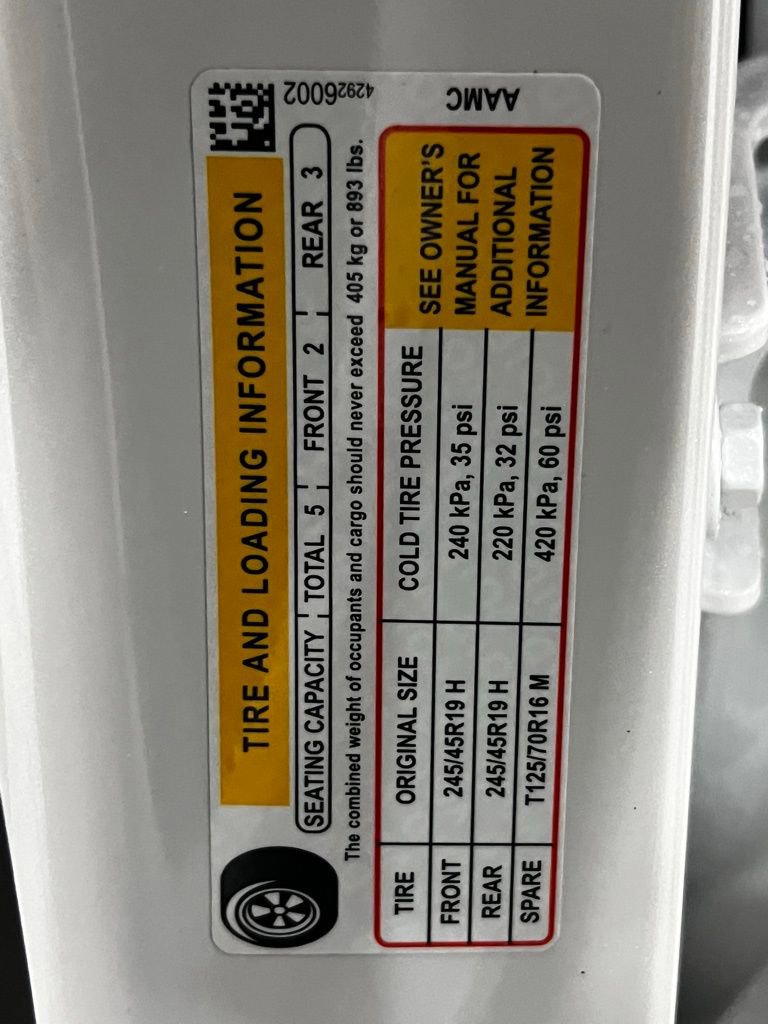 42926002
AAMC
TIRE AND LOADING INFORMATION
SEATING CAPACITY TOTAL 5 FRONT 2 REAR 3
The combined weight of occupants and cargo should never exceed 405 kg or 893 lbs.
TIRE ORIGINAL SIZE COLD TIRE PRESSURE
FRONT 245/45R19 H 240 kPa, 35 psi
REAR 245/45R19 H 220 kPa, 32 psi
SPARE T125/70R16 M 420 kPa, 60 psi
SEE OWNER'S
MANUAL FOR
ADDITIONAL
INFORMATION